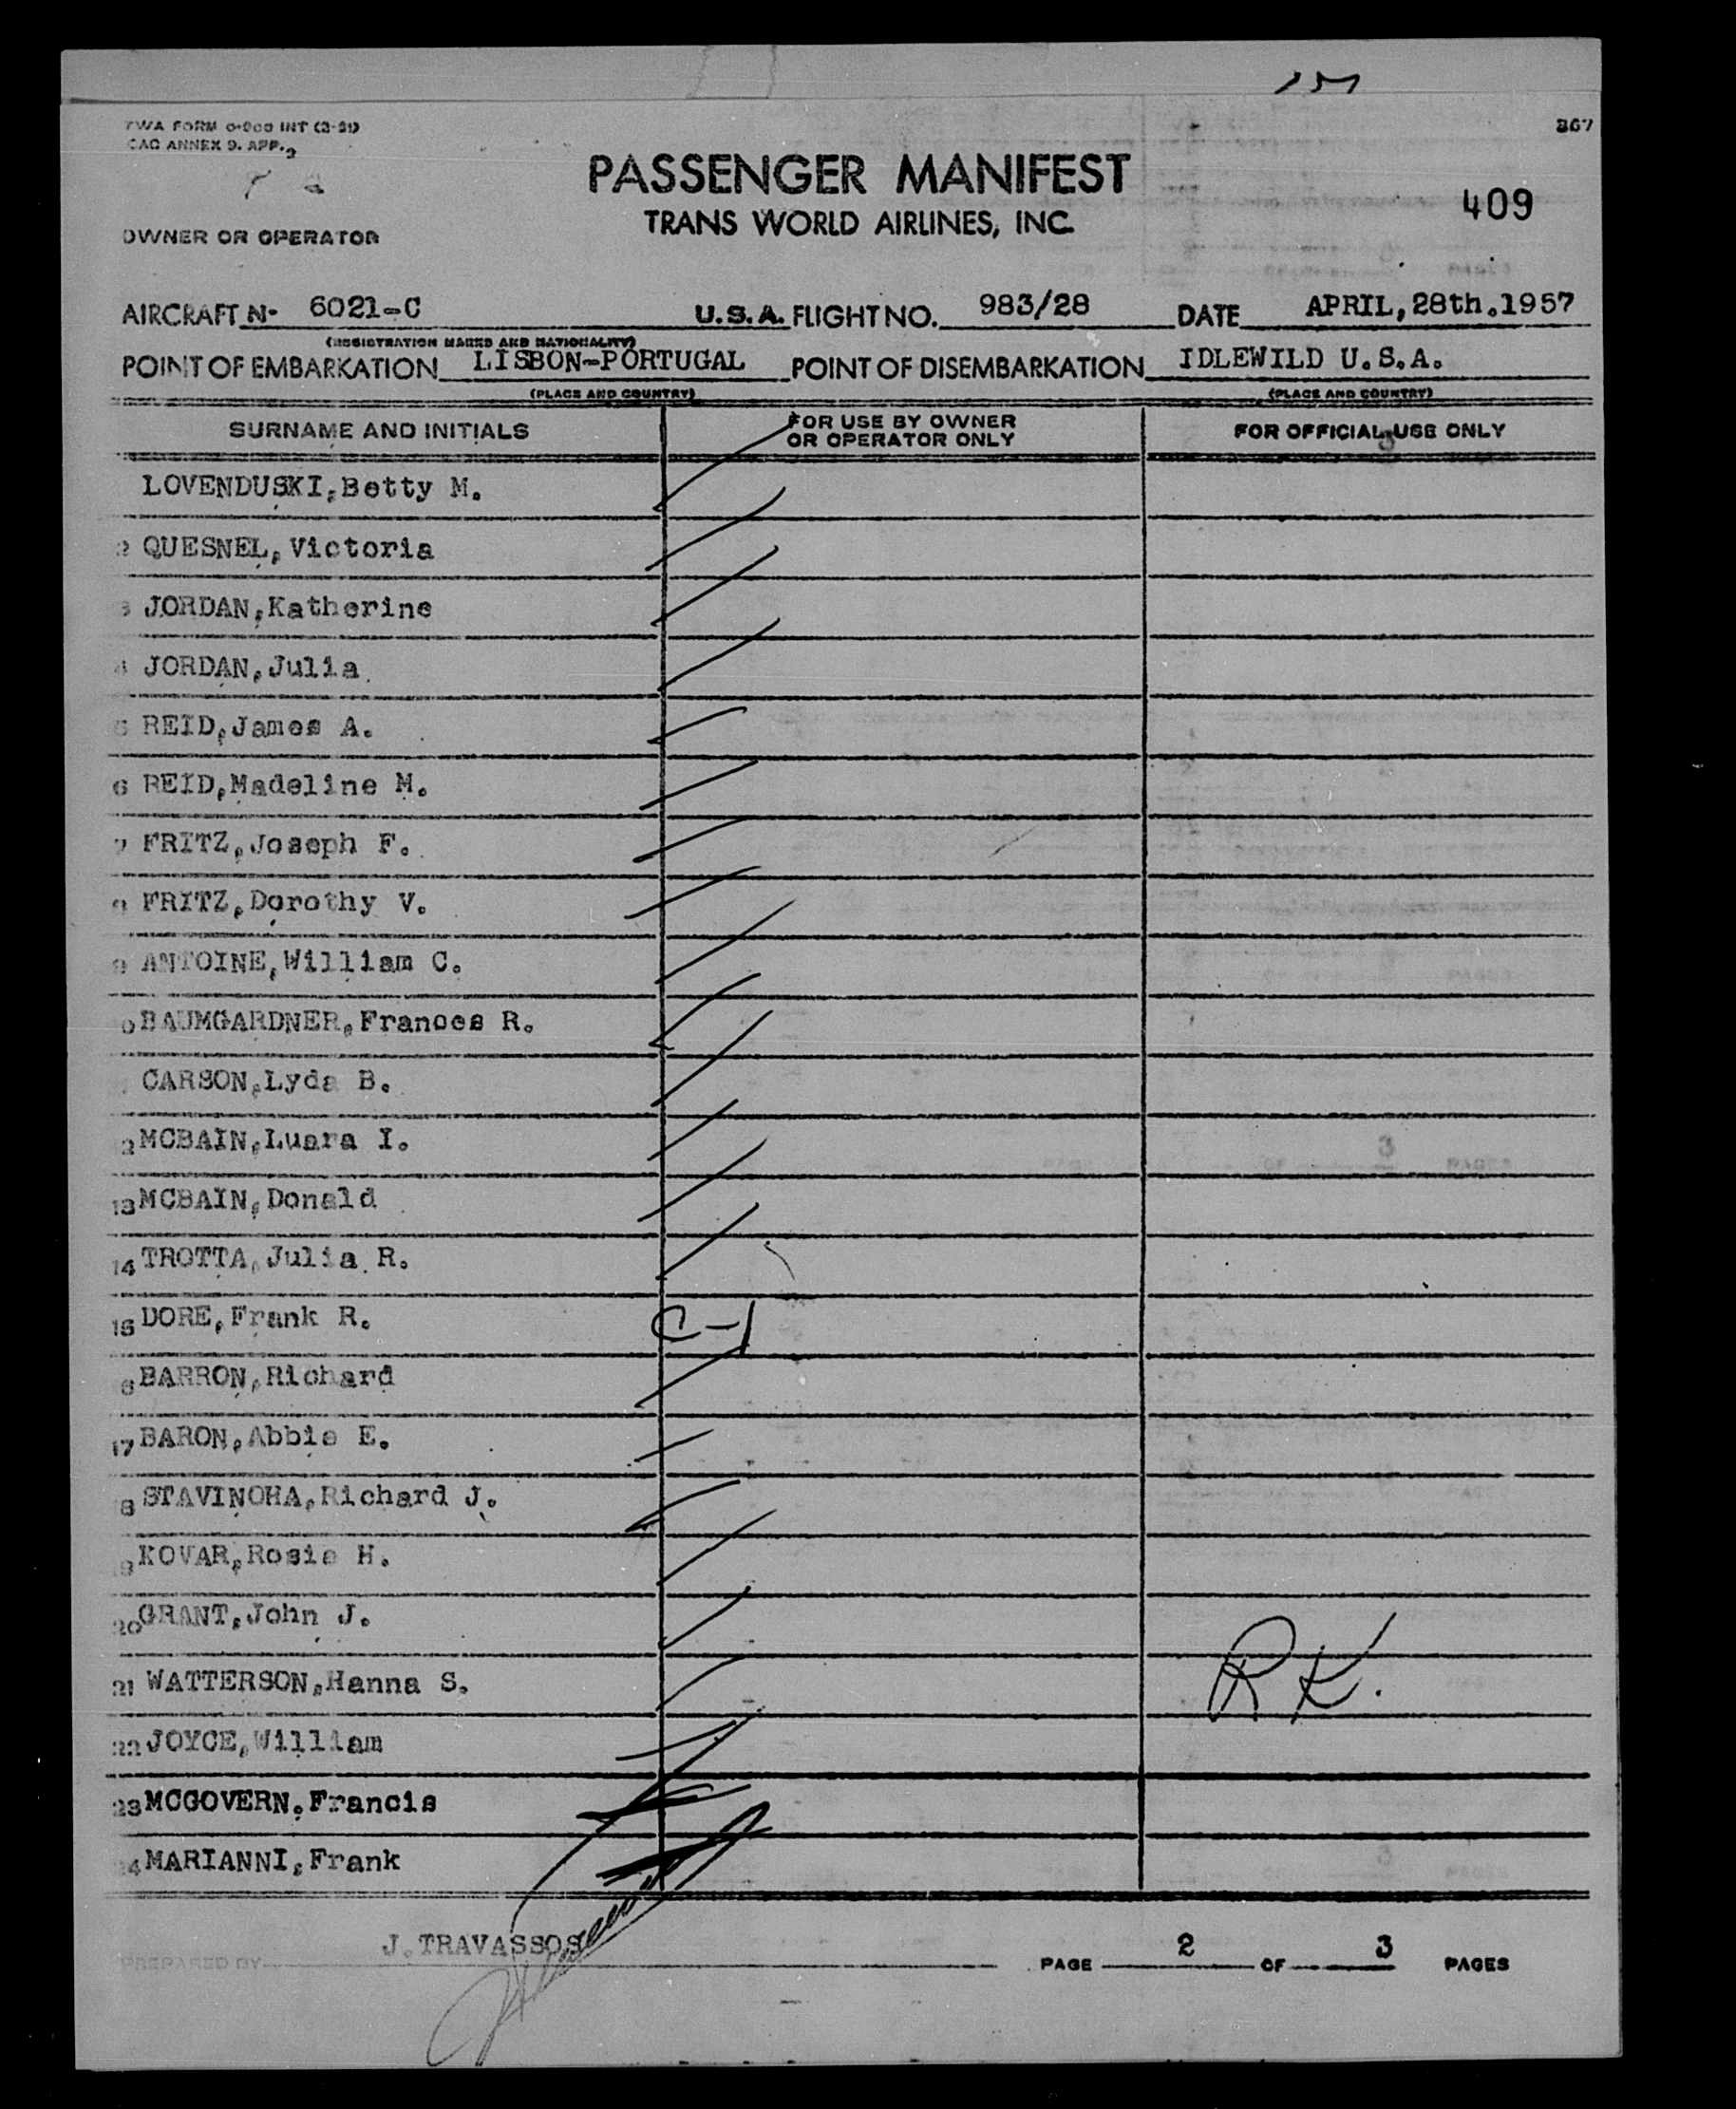 TWA FORM
ICAO ANNEX 9. APP. 2
367
PASSENGER MANIFEST
TRANS WORLD AIRLINES, INC.
409
OWNER OR OPERATOR
AIRCRAFT N- 6021-C U.S.A. FLIGHT NO. 983/28 DATE APRIL, 28th.1957
(REGISTRATION MARKS AND NATIONALITY)
POINT OF EMBARKATION LISBON-PORTUGAL POINT OF DISEMBARKATION IDLEWILD U.S.A.
(PLACE AND COUNTRY) (PLACE AND COUNTRY)
SURNAME AND INITIALS FOR USE BY OWNER OR OPERATOR ONLY FOR OFFICIAL USE ONLY
LOVENDUSKI,Betty M.
2 QUESNEL,Victoria
3 JORDAN,Katherine
4 JORDAN,Julia
5 REID,James A.
6 REID,Madeline M.
7 FRITZ,Joseph F.
8 FRITZ,Dorothy V.
9 ANTOINE,William C.
0 BAUMGARDNER,Frances R.
CARSON,Lyda B.
2 MCBAIN,Luara I.
13 MCBAIN,Donald
14 TROTTA,Julia R.
15 DORE,Frank R. C-1
6 BARRON,Richard
17 BARON,Abbie E.
18 STAVINOHA,Richard J.
19 KOVAR,Rosie H.
20 GRANT,John J.
21 WATTERSON,Hanna S. RK.
22 JOYCE,William
23 MCGOVERN.Francis
24 MARIANNI,Frank
PREPARED BY J.TRAVASSOS PAGE 2 OF 3 PAGES